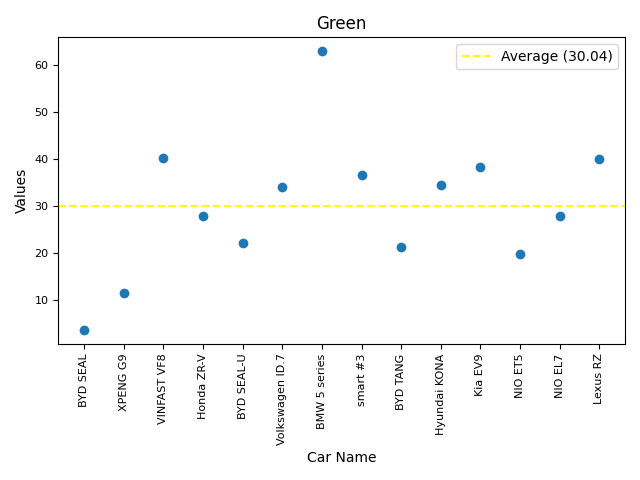 Green
Average (30.04)
Values
60
50
40
30
20
10
BYD SEAL
XPENG G9
VINFAST VF8
Honda ZR-V
BYD SEAL-U
Volkswagen ID.7
BMW 5 series
smart #3
BYD TANG
Hyundai KONA
Kia EV9
NIO ET5
NIO EL7
Lexus RZ
Car Name